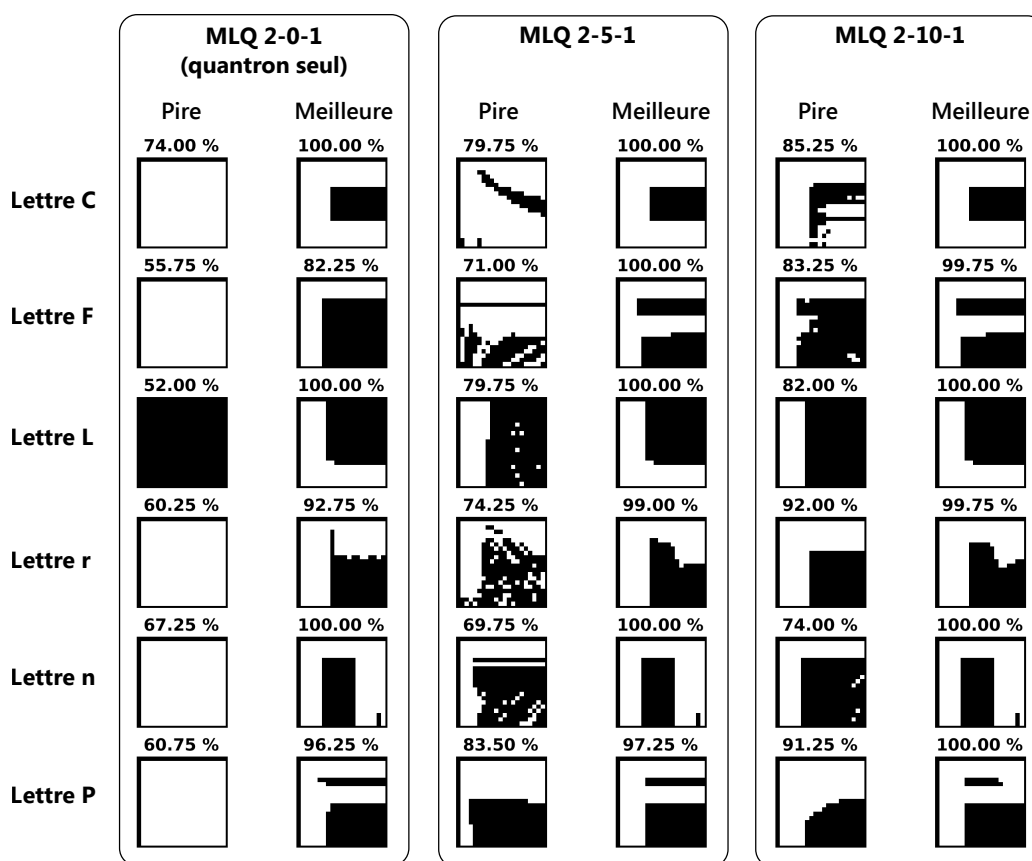 MLQ 2-0-1 MLQ 2-5-1 MLQ 2-10-1
(quantron seul)
Pire Meilleure Pire Meilleure Pire Meilleure
74.00 % 100.00 % 79.75 % 100.00 % 85.25 % 100.00 %
Lettre C
55.75 % 82.25 % 71.00 % 100.00 % 83.25 % 99.75 %
Lettre F
52.00 % 100.00 % 79.75 % 100.00 % 82.00 % 100.00 %
Lettre L
60.25 % 92.75 % 74.25 % 99.00 % 92.00 % 99.75 %
Lettre r
67.25 % 100.00 % 69.75 % 100.00 % 74.00 % 100.00 %
Lettre n
60.75 % 96.25 % 83.50 % 97.25 % 91.25 % 100.00 %
Lettre P